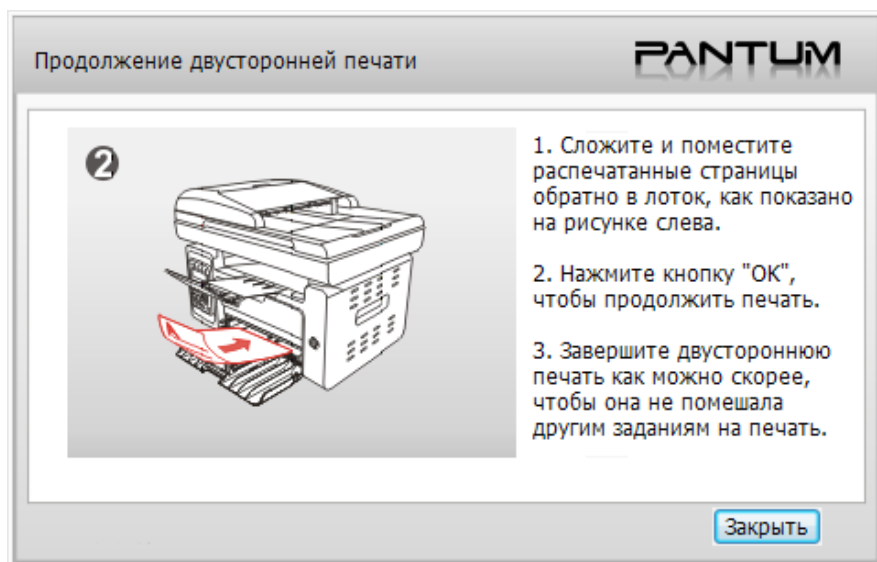 Продолжение двусторонней печати
PANTUM
2
1. Сложите и поместите
распечатанные страницы
обратно в лоток, как показано
на рисунке слева.
2. Нажмите кнопку "ОК",
чтобы продолжить печать.
3. Завершите двустороннюю
печать как можно скорее,
чтобы она не помешала
другим заданиям на печать.
Закрыть